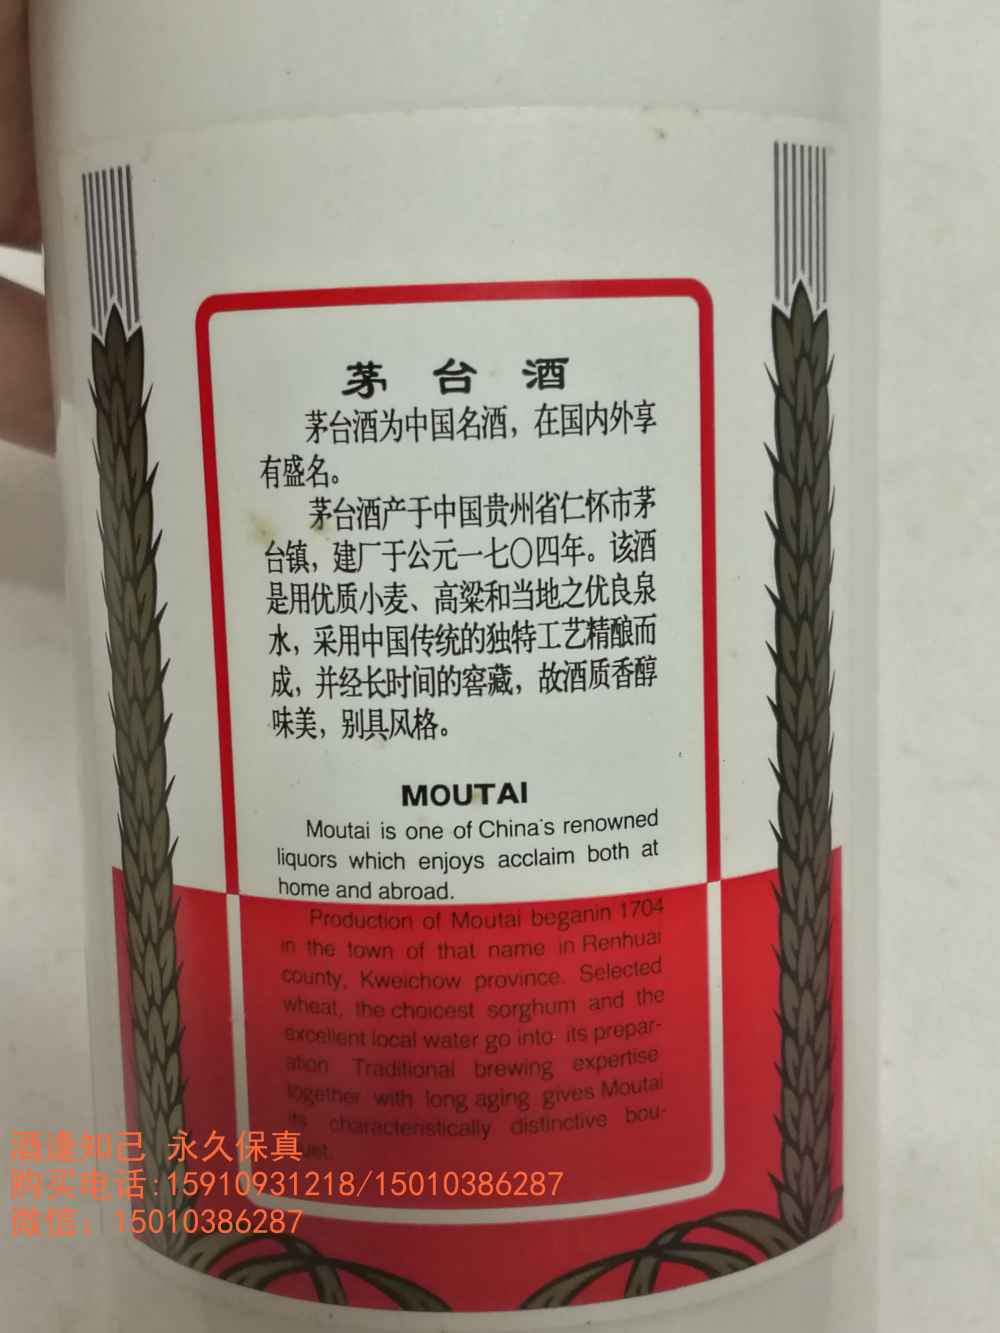 茅台酒
茅台酒为中国名酒，在国内外享
有盛名。
茅台酒产于中国贵州省仁怀市茅
台镇，建厂于公元一七〇四年。该酒
是用优质小麦、高粱和当地之优良泉
水，采用中国传统的独特工艺精酿而
成，并经长时间的窖藏，故酒质香醇
味美，别具风格。
MOUTAI
Moutai is one of China's renowned
liquors which enjoys acclaim both at
home and abroad.
Production of Moutai beganin 1704
in the town of that name in Renhuai
county, Kweichow province. Selected
wheat, the choicest sorghum and the
excellent local water go into its prepar-
ation. Traditional brewing expertise
together with long aging gives Moutai
its characteristically distinctive bou-
酒逢知己 永久保真
购买电话:15910931218/15010386287
微信：15010386287